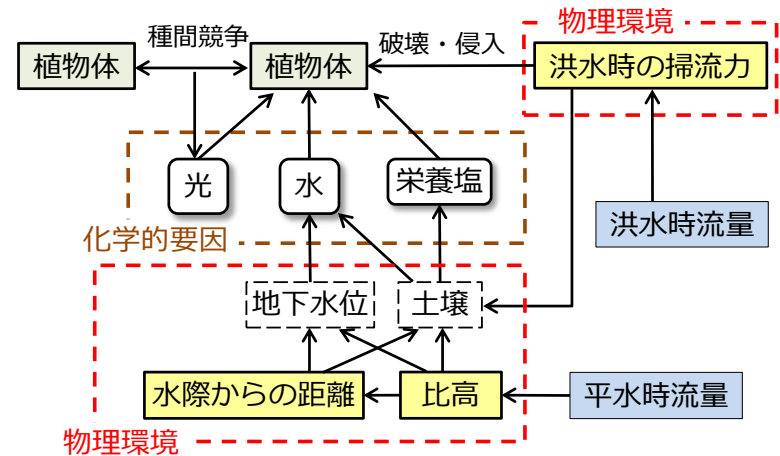 物理環境
種間競争
破壊・侵入
植物体
植物体
洪水時の掃流力
光
水
栄養塩
洪水時流量
化学的要因
地下水位
土壌
水際からの距離
比高
平水時流量
物理環境